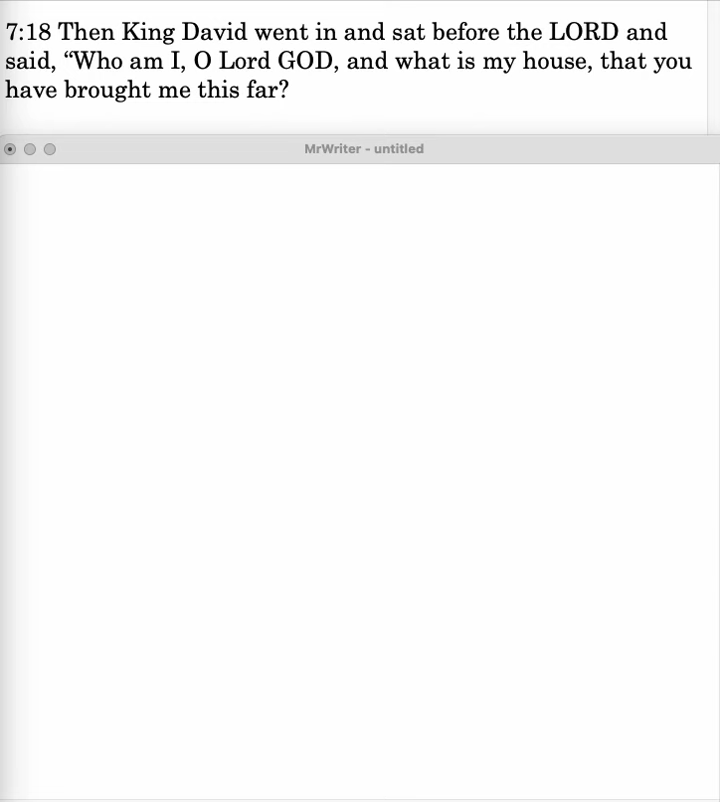 7:18 Then King David went in and sat before the LORD and
said, “Who am I, O Lord GOD, and what is my house, that you
have brought me this far?
MrWriter - untitled